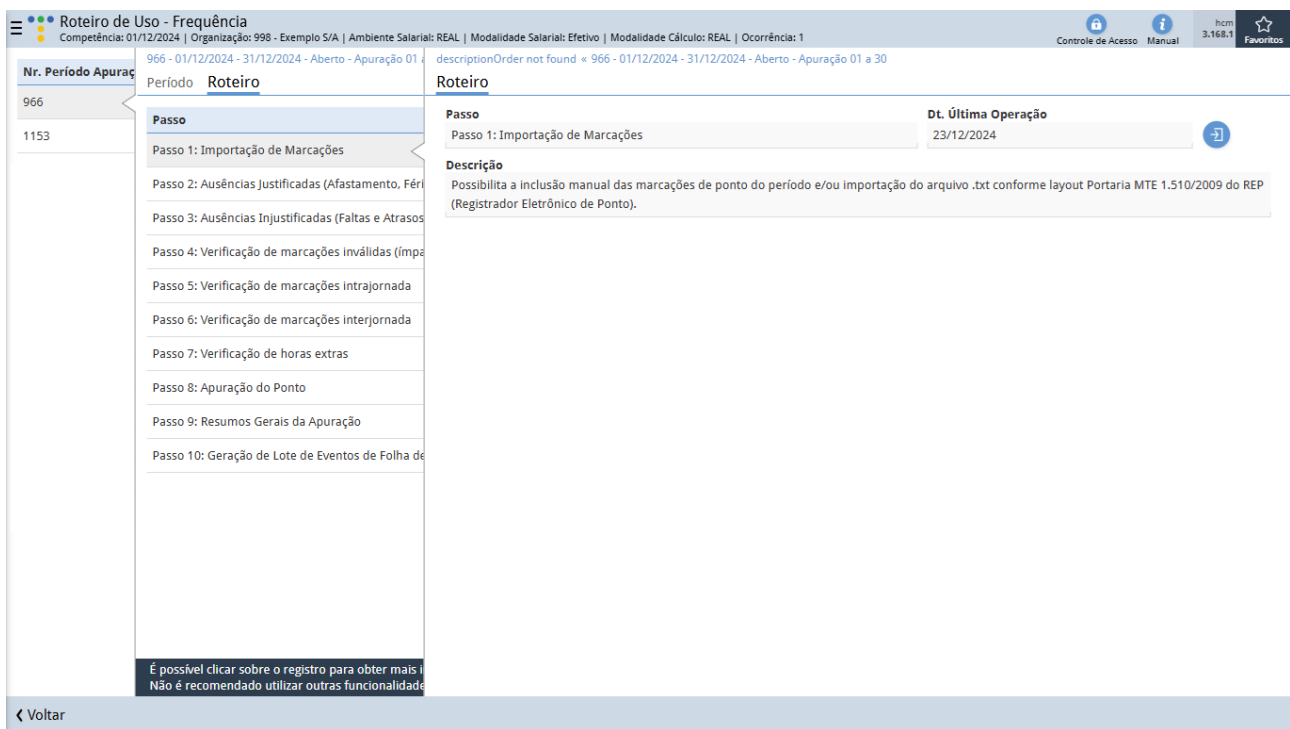 Roteiro de Uso - Frequência
Competência: 01/12/2024 | Organização: 998 - Exemplo S/A | Ambiente Salarial: REAL | Modalidade Salarial: Efetivo | Modalidade Cálculo: REAL | Ocorrência: 1
Controle de Acesso
Manual
hcm
3.168.1
Favoritos
Nr. Período Apuraç
966
1153
966 - 01/12/2024 - 31/12/2024 - Aberto - Apuração 01 a
Período Roteiro
Passo
Passo 1: Importação de Marcações
Passo 2: Ausências Justificadas (Afastamento, Féri
Passo 3: Ausências Injustificadas (Faltas e Atrasos
Passo 4: Verificação de marcações inválidas (ímpa
Passo 5: Verificação de marcações intrajornada
Passo 6: Verificação de marcações interjornada
Passo 7: Verificação de horas extras
Passo 8: Apuração do Ponto
Passo 9: Resumos Gerais da Apuração
Passo 10: Geração de Lote de Eventos de Folha de
É possível clicar sobre o registro para obter mais i
Não é recomendado utilizar outras funcionalidade
descriptionOrder not found « 966 - 01/12/2024 - 31/12/2024 - Aberto - Apuração 01 a 30
Roteiro
Passo
Passo 1: Importação de Marcações
Dt. Última Operação
23/12/2024
Descrição
Possibilita a inclusão manual das marcações de ponto do período e/ou importação do arquivo .txt conforme layout Portaria MTE 1.510/2009 do REP
(Registrador Eletrônico de Ponto).
Voltar